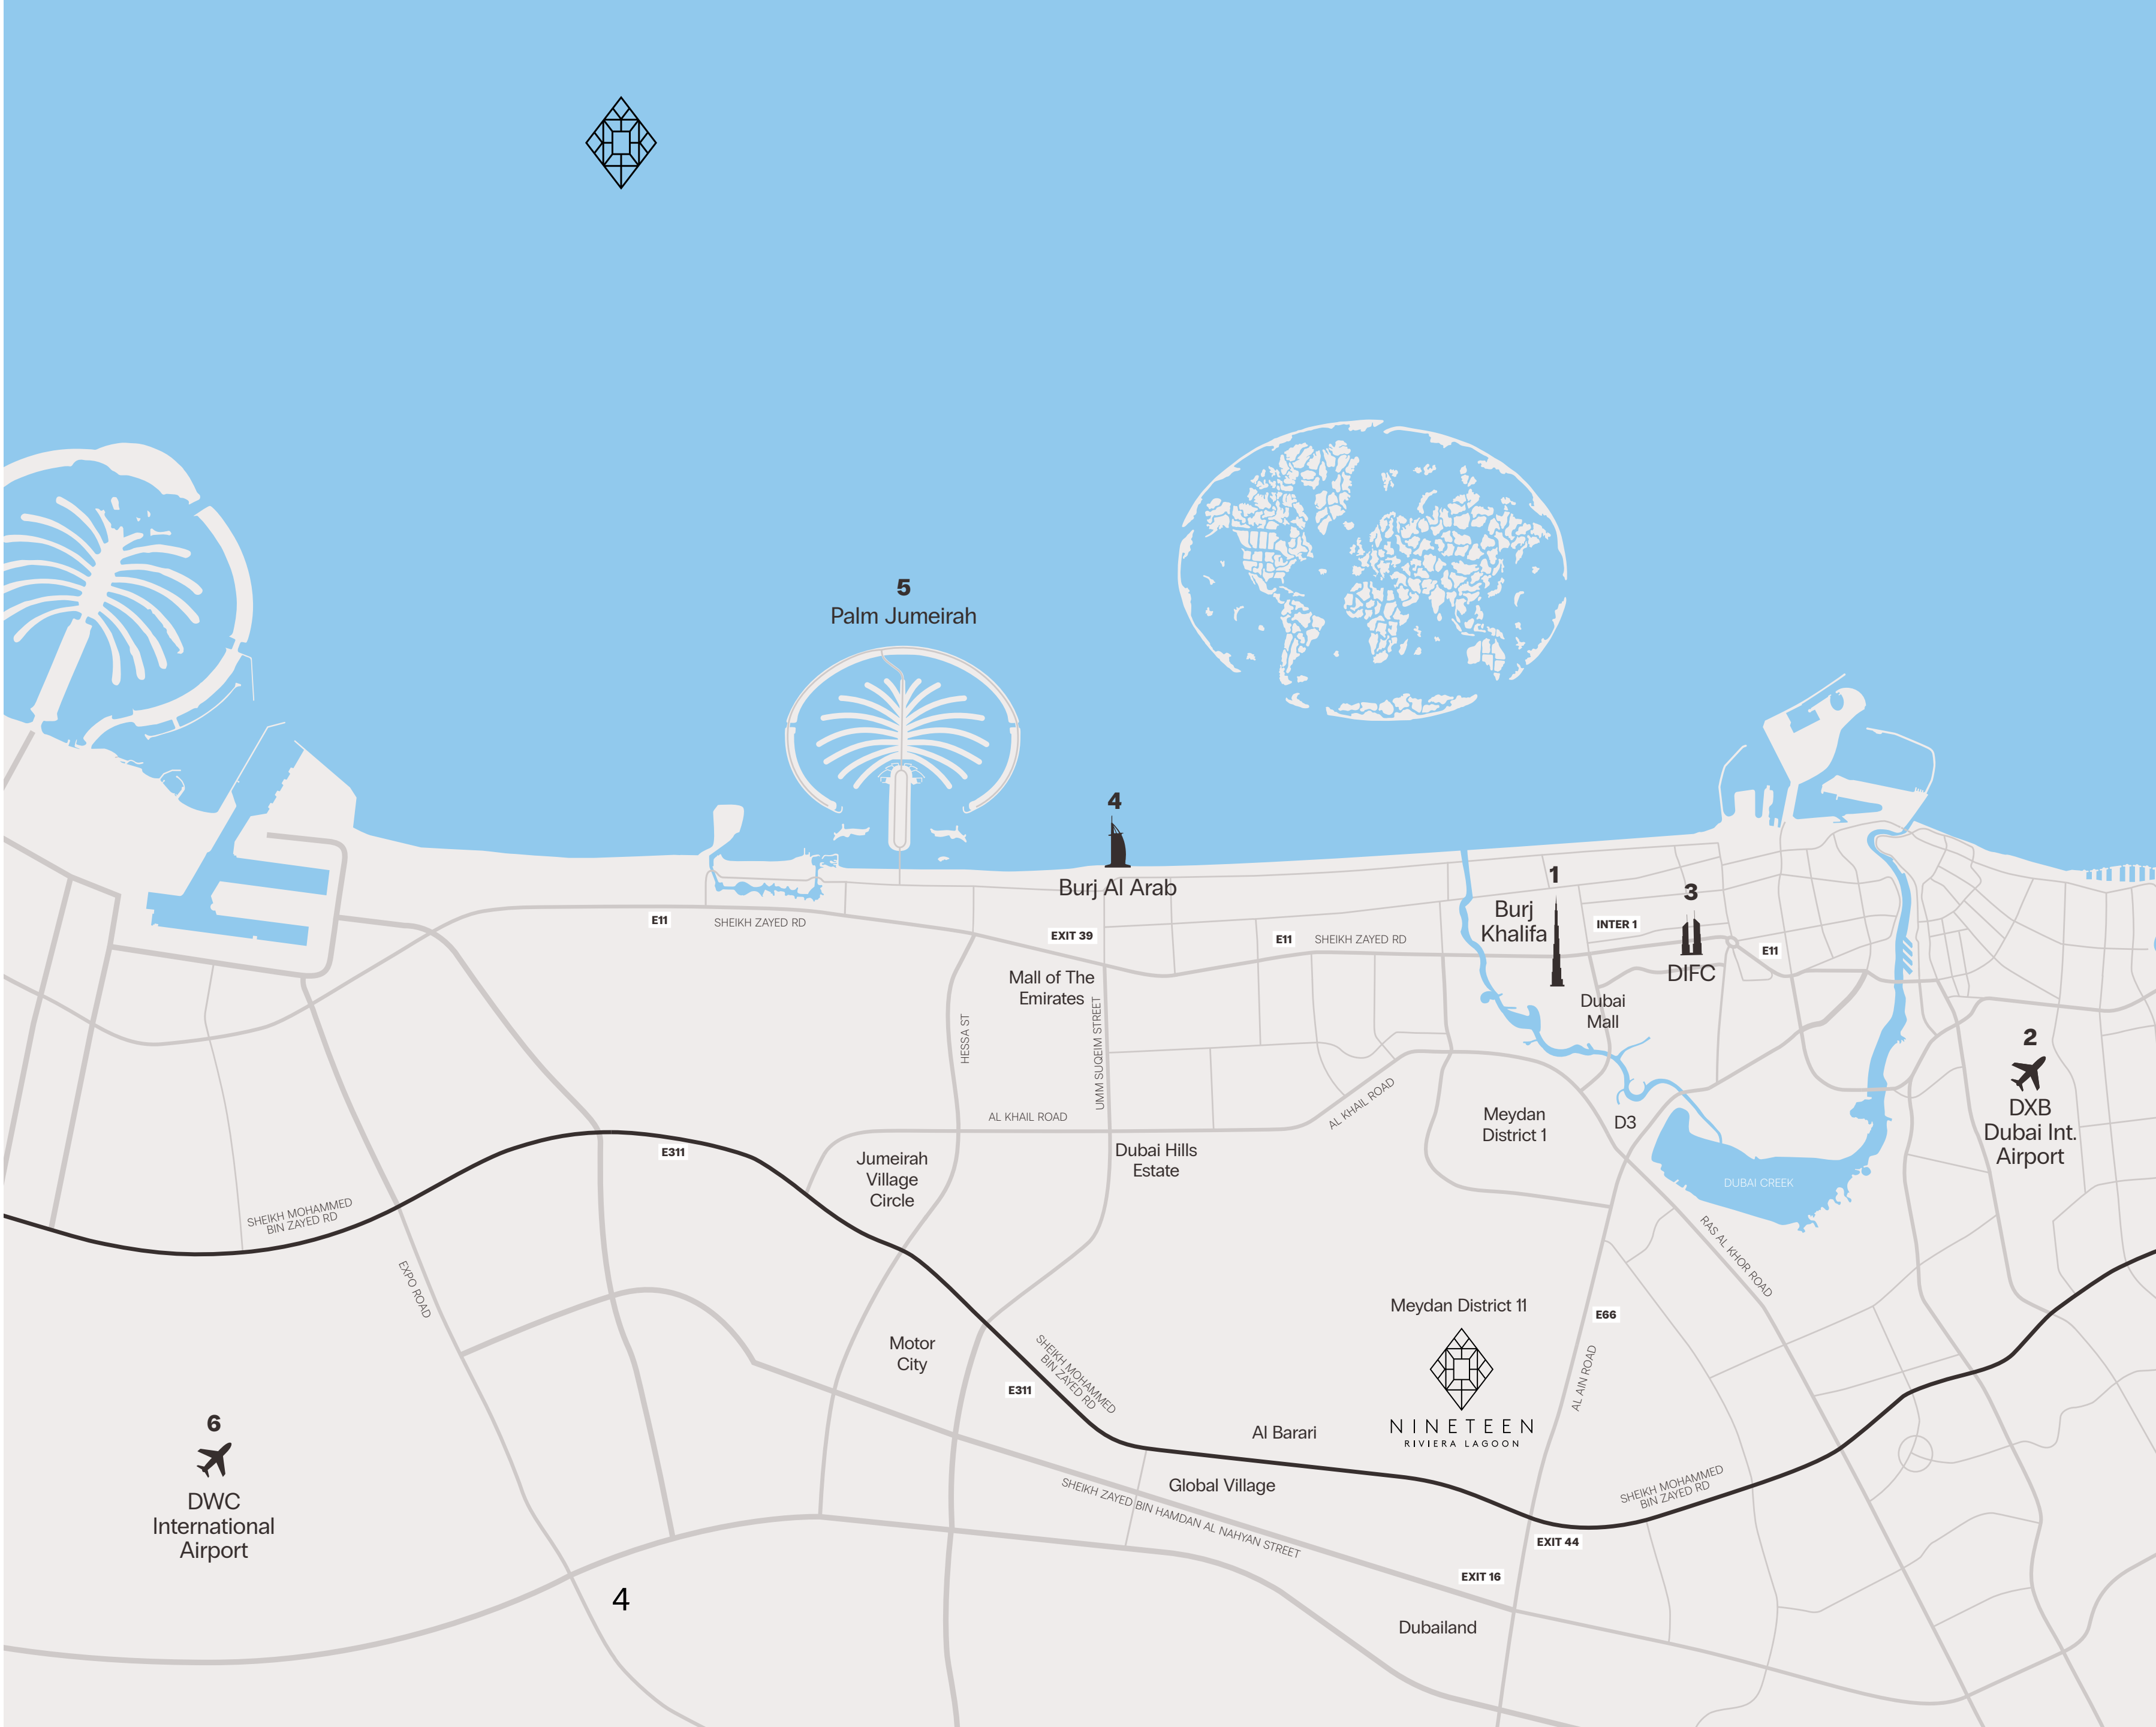 5
Palm Jumeirah
4
Burj Al Arab
1
Burj
Khalifa
3
DIFC
INTER 1
E11
SHEIKH ZAYED RD
EXIT 39
E11
SHEIKH ZAYED RD
E11
Mall of The
Emirates
Dubai
Mall
HESSA ST
UMM SUQEIM STREET
2
DXB
Dubai Int.
Airport
AL KHAIL ROAD
AL KHAIL ROAD
Meydan
District 1
D3
E311
Jumeirah
Village
Circle
Dubai Hills
Estate
DUBAI CREEK
SHEIKH MOHAMMED
BIN ZAYED RD
EXPO ROAD
RAS AL KHOR ROAD
Meydan District 11
E66
Motor
City
SHEIKH MOHAMMED
BIN ZAYED RD
E311
AL AIN ROAD
NINETEEN
RIVIERA LAGOON
6
DWC
International
Airport
Al Barari
Global Village
SHEIKH MOHAMMED
BIN ZAYED RD
SHEIKH ZAYED BIN HAMDAN AL NAHYAN STREET
EXIT 44
EXIT 16
4
Dubailand